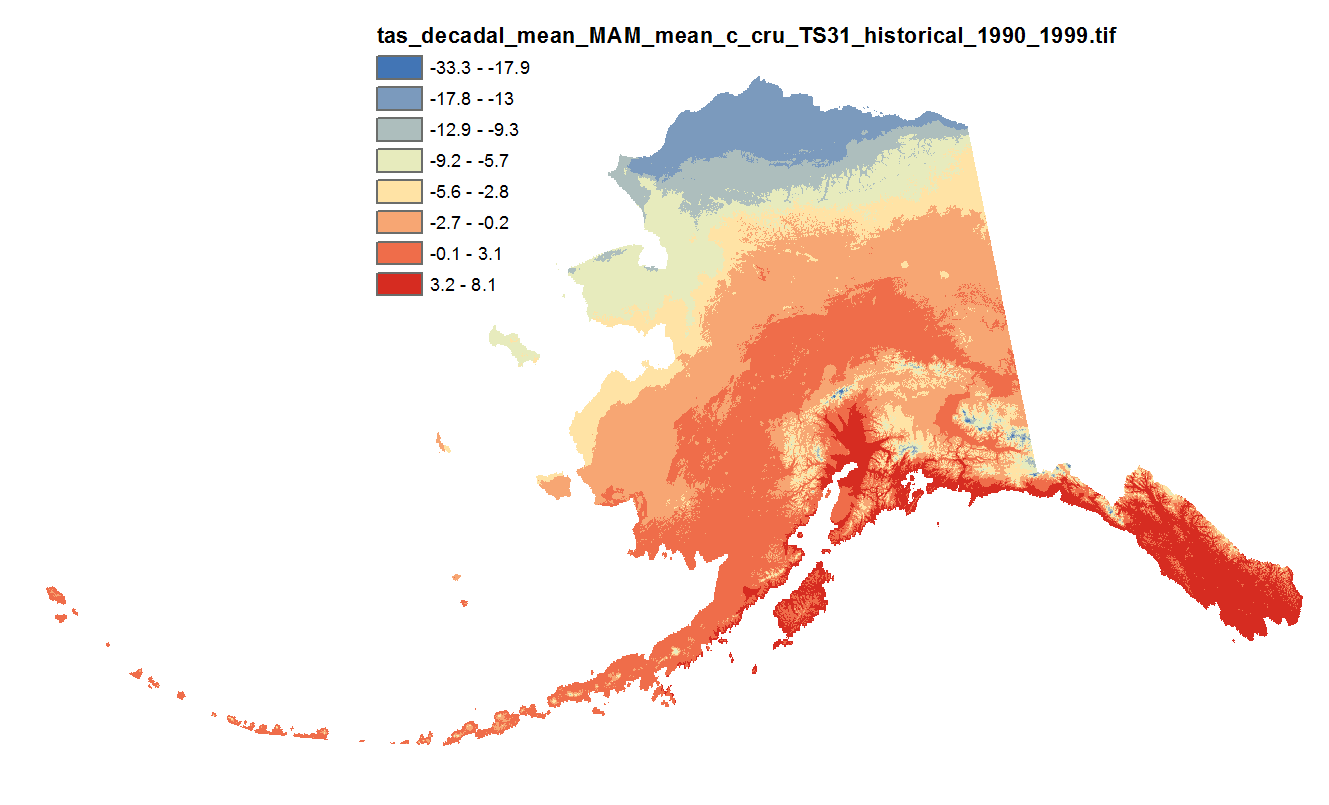 tas_decadal_mean_MAM_mean_c_cru_TS31_historical_1990_1999.tif
-33.3 - -17.9
-17.8 - -13
-12.9 - -9.3
-9.2 - -5.7
-5.6 - -2.8
-2.7 - -0.2
-0.1 - 3.1
3.2 - 8.1